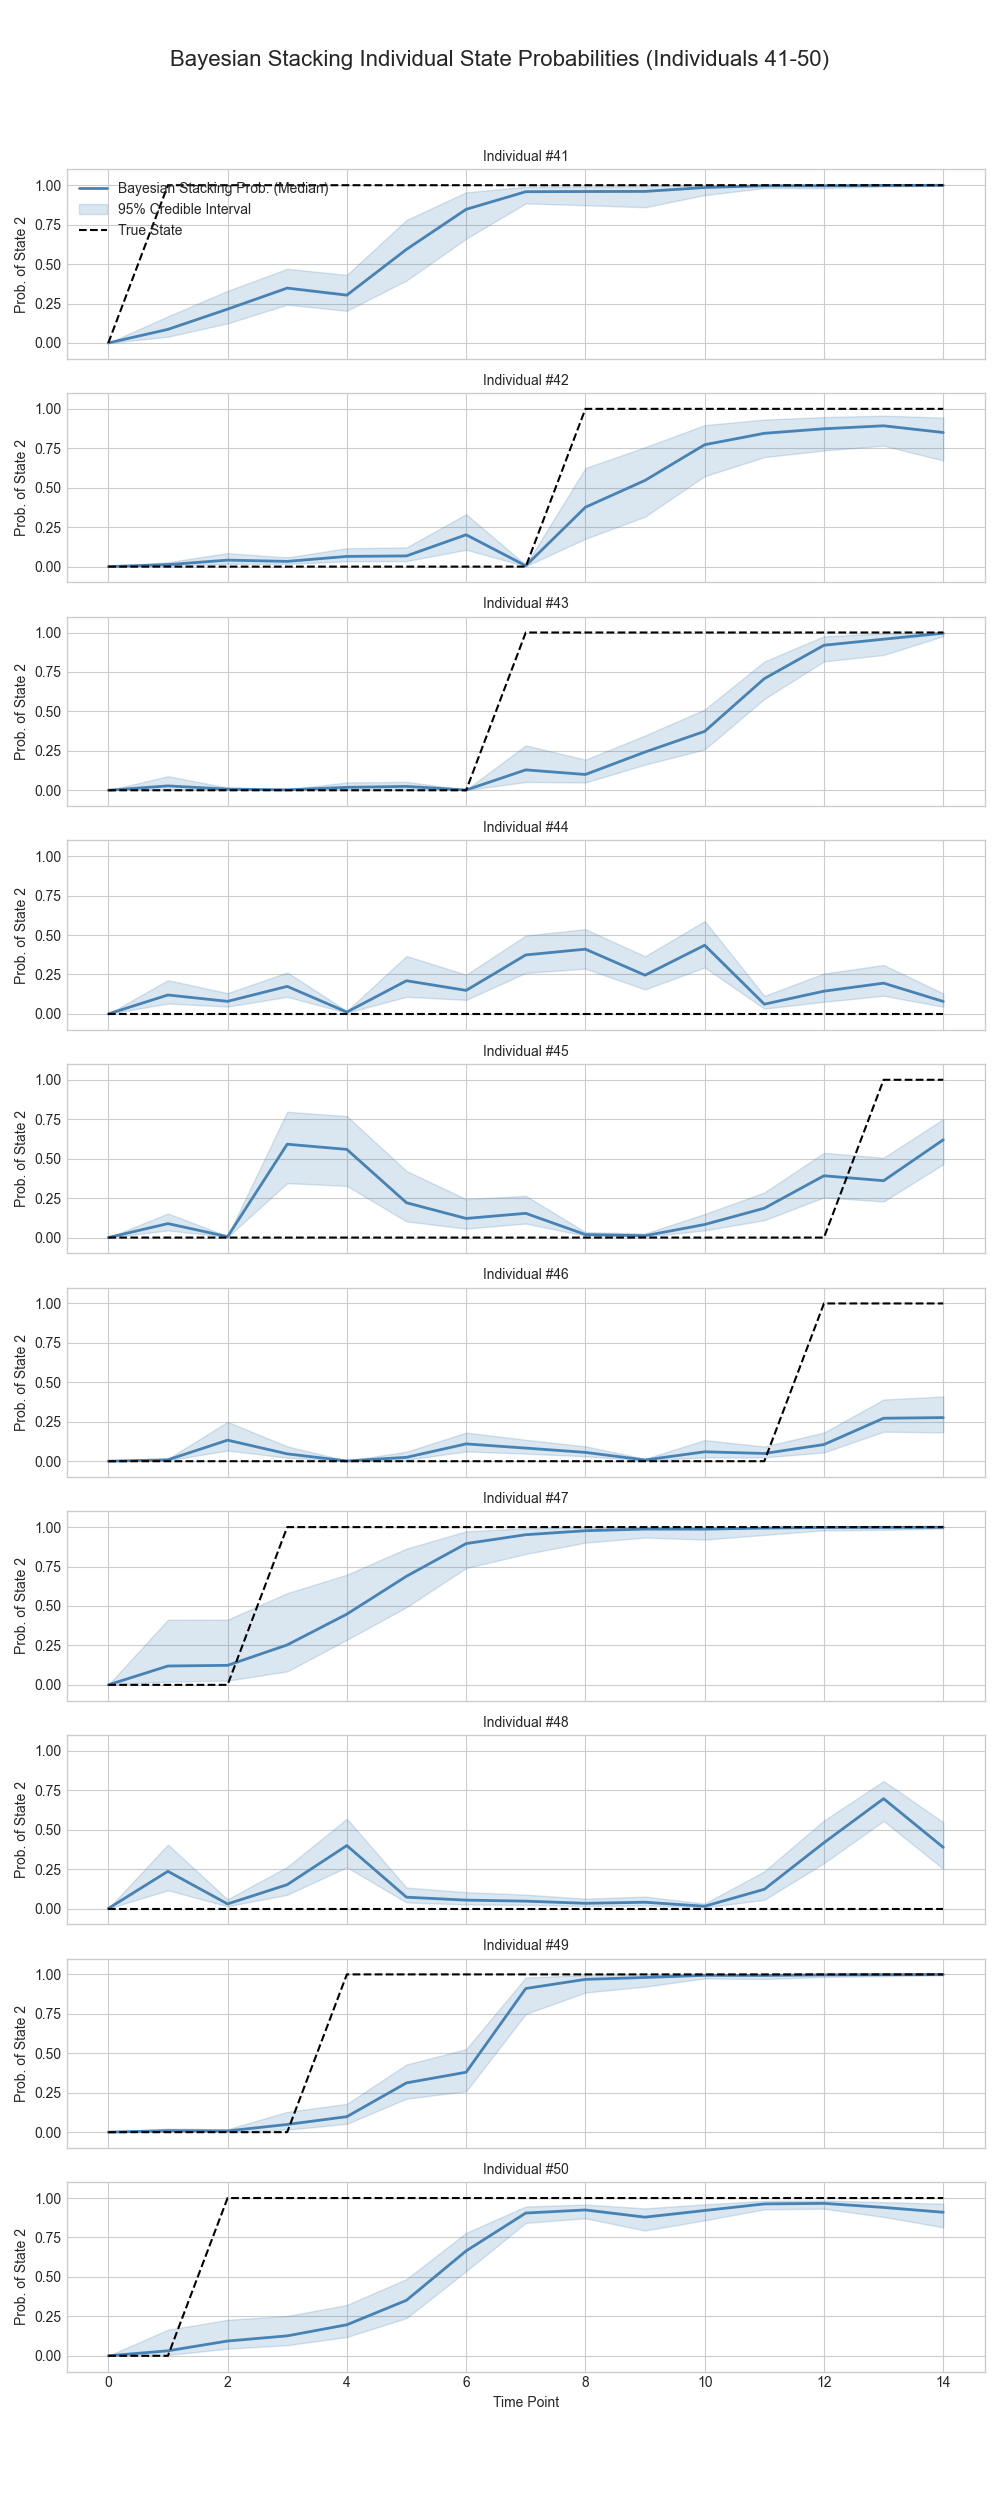 Bayesian Stacking Individual State Probabilities (Individuals 41-50)
Individual #41
Prob. of State 2
1.00
0.75
0.50
0.25
0.00
Bayesian Stacking Prob. (Median)
95% Credible Interval
True State
Individual #42
Prob. of State 2
1.00
0.75
0.50
0.25
0.00
Individual #43
Prob. of State 2
1.00
0.75
0.50
0.25
0.00
Individual #44
Prob. of State 2
1.00
0.75
0.50
0.25
0.00
Individual #45
Prob. of State 2
1.00
0.75
0.50
0.25
0.00
Individual #46
Prob. of State 2
1.00
0.75
0.50
0.25
0.00
Individual #47
Prob. of State 2
1.00
0.75
0.50
0.25
0.00
Individual #48
Prob. of State 2
1.00
0.75
0.50
0.25
0.00
Individual #49
Prob. of State 2
1.00
0.75
0.50
0.25
0.00
Individual #50
Prob. of State 2
1.00
0.75
0.50
0.25
0.00
0 2 4 6 8 10 12 14
Time Point